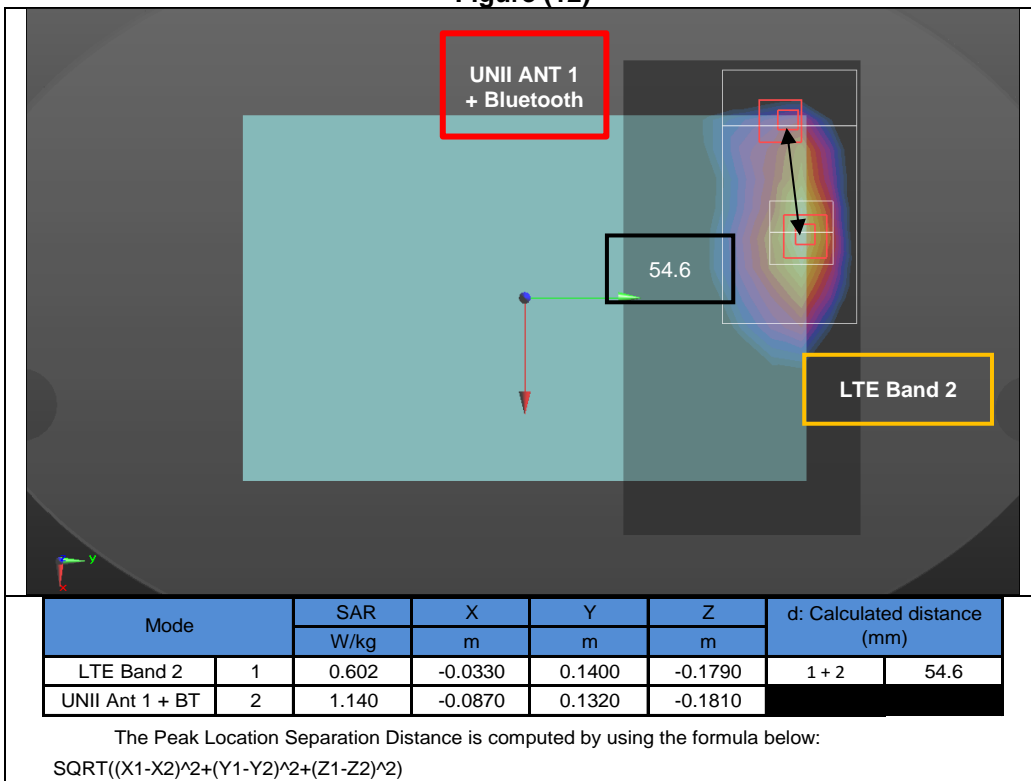 UNII ANT 1
+ Bluetooth
54.6
LTE Band 2
Y
X
Mode SAR X Y Z d: Calculated distance (mm)
W/kg m m m
LTE Band 2 1 0.602 -0.0330 0.1400 -0.1790 1 + 2 54.6
UNII Ant 1 + BT 2 1.140 -0.0870 0.1320 -0.1810
The Peak Location Separation Distance is computed by using the formula below:
SQRT((X1-X2)^2+(Y1-Y2)^2+(Z1-Z2)^2)